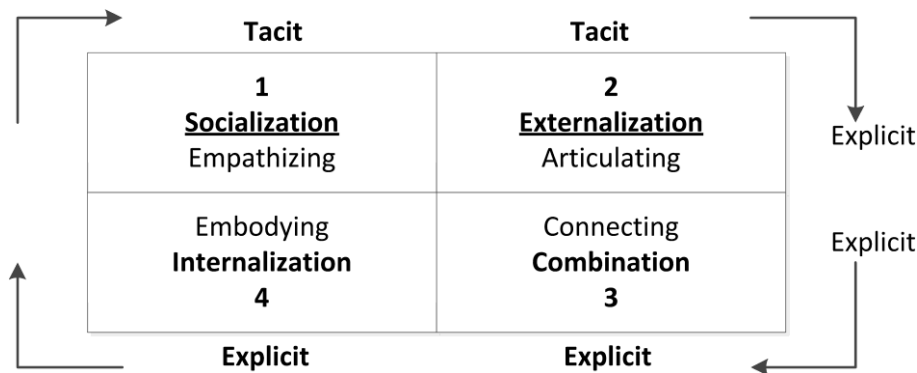 Tacit
Tacit
1
Socialization
Empathizing
2
Externalization
Articulating
Explicit
Embodying
Internalization
4
Connecting
Combination
3
Explicit
Explicit
Explicit